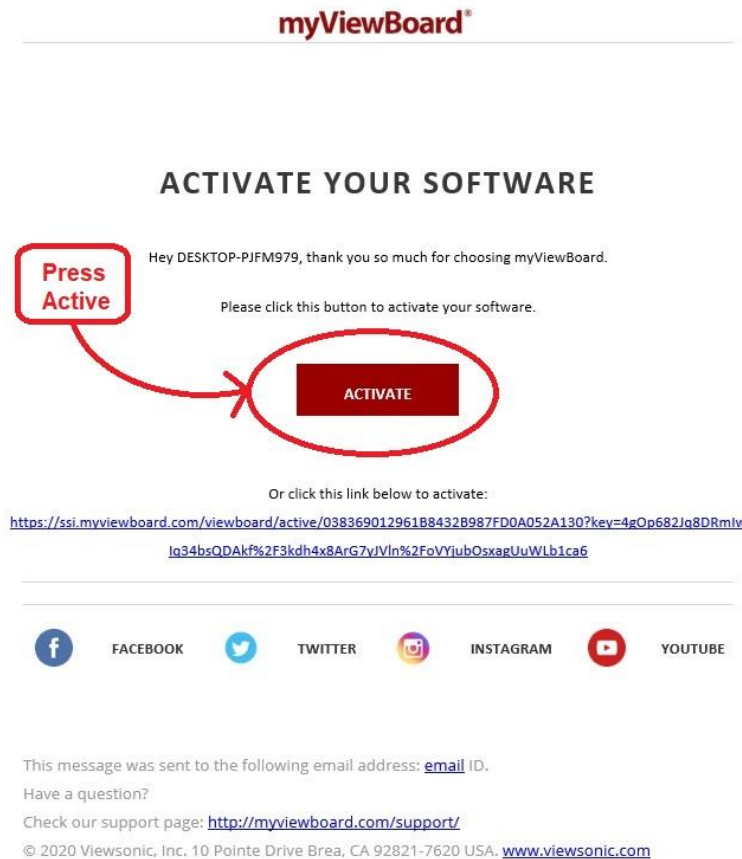 myViewBoard®
ACTIVATE YOUR SOFTWARE
Hey DESKTOP-PJFM979, thank you so much for choosing myViewBoard.
Press
Active
Please click this button to activate your software.
ACTIVATE
Or click this link below to activate:
https://ssi.myviewboard.com/viewboard/active/038369012961B8432B987FD0A052A130?key=4gOp682Jq8DRmIw
Iq34bsQDAkf%2F3kdh4x8ArG7yJVln%2FoVYjubOsxagUuWLb1ca6
FACEBOOK TWITTER INSTAGRAM YOUTUBE
This message was sent to the following email address: email ID.
Have a question?
Check our support page: http://myviewboard.com/support/
© 2020 Viewsonic, Inc. 10 Pointe Drive Brea, CA 92821-7620 USA. www.viewsonic.com